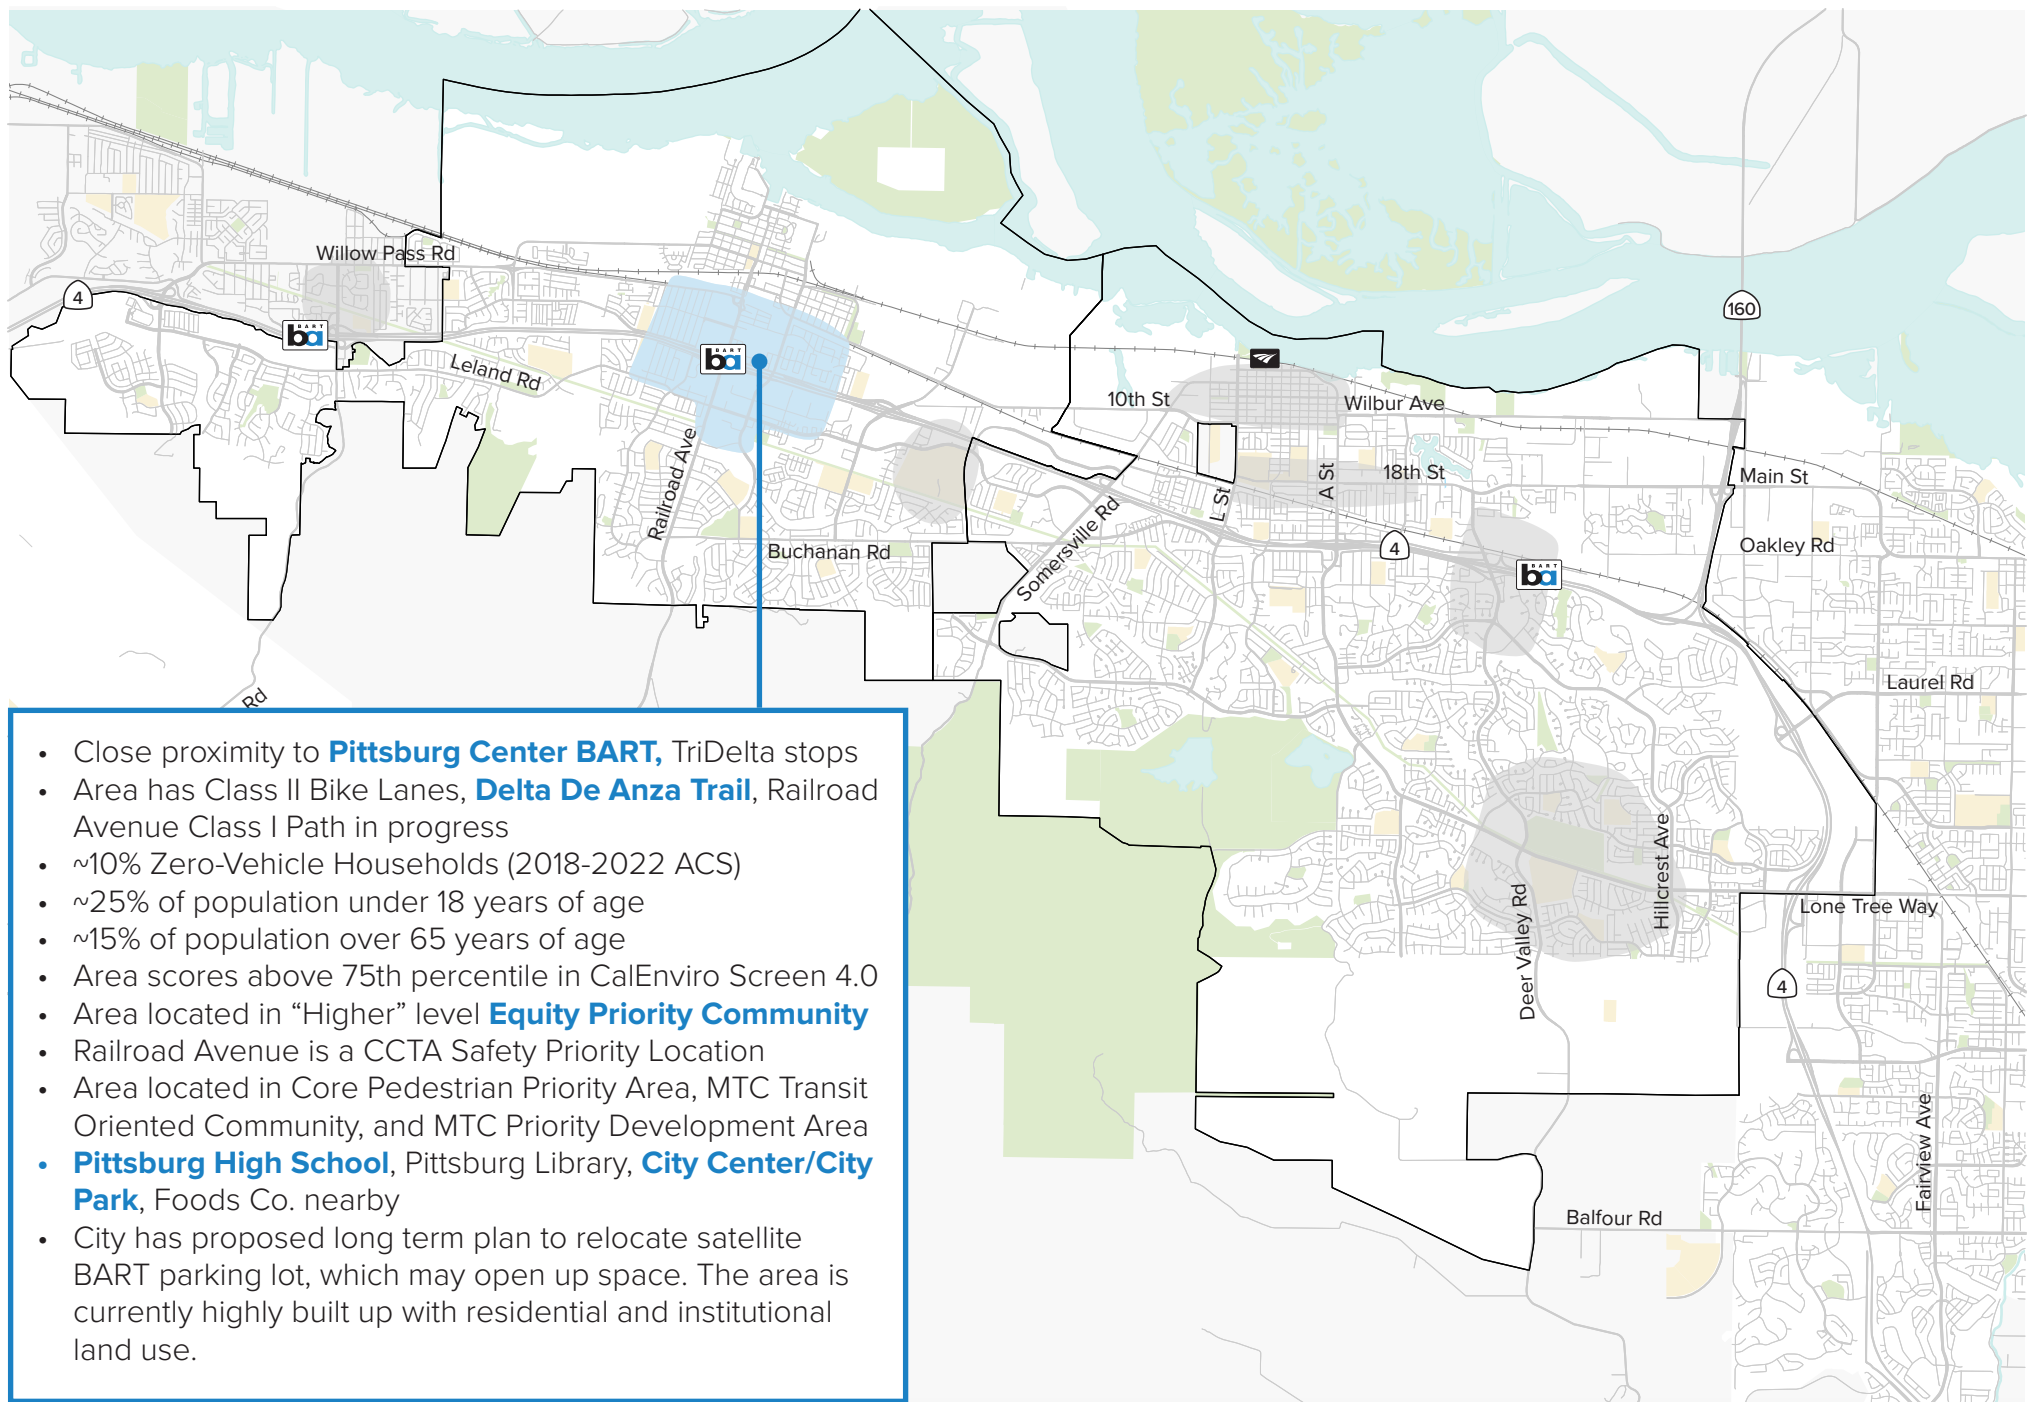 Willow Pass Rd
4
BART
ba
Leland Rd
BART
ba
Railroad Ave
Buchanan Rd
Somersville Rd
10th St
L St
A St
Wilbur Ave
18th St
160
Main St
4
BART
ba
Oakley Rd
Laurel Rd
Rd
Hillcrest Ave
Deer Valley Rd
Lone Tree Way
4
Fairview Ave
Balfour Rd
• Close proximity to Pittsburg Center BART, TriDelta stops
• Area has Class II Bike Lanes, Delta De Anza Trail, Railroad
Avenue Class I Path in progress
• ~10% Zero-Vehicle Households (2018-2022 ACS)
• ~25% of population under 18 years of age
• ~15% of population over 65 years of age
• Area scores above 75th percentile in CalEnviro Screen 4.0
• Area located in “Higher” level Equity Priority Community
• Railroad Avenue is a CCTA Safety Priority Location
• Area located in Core Pedestrian Priority Area, MTC Transit
Oriented Community, and MTC Priority Development Area
• Pittsburg High School, Pittsburg Library, City Center/City
Park, Foods Co. nearby
• City has proposed long term plan to relocate satellite
BART parking lot, which may open up space. The area is
currently highly built up with residential and institutional
land use.